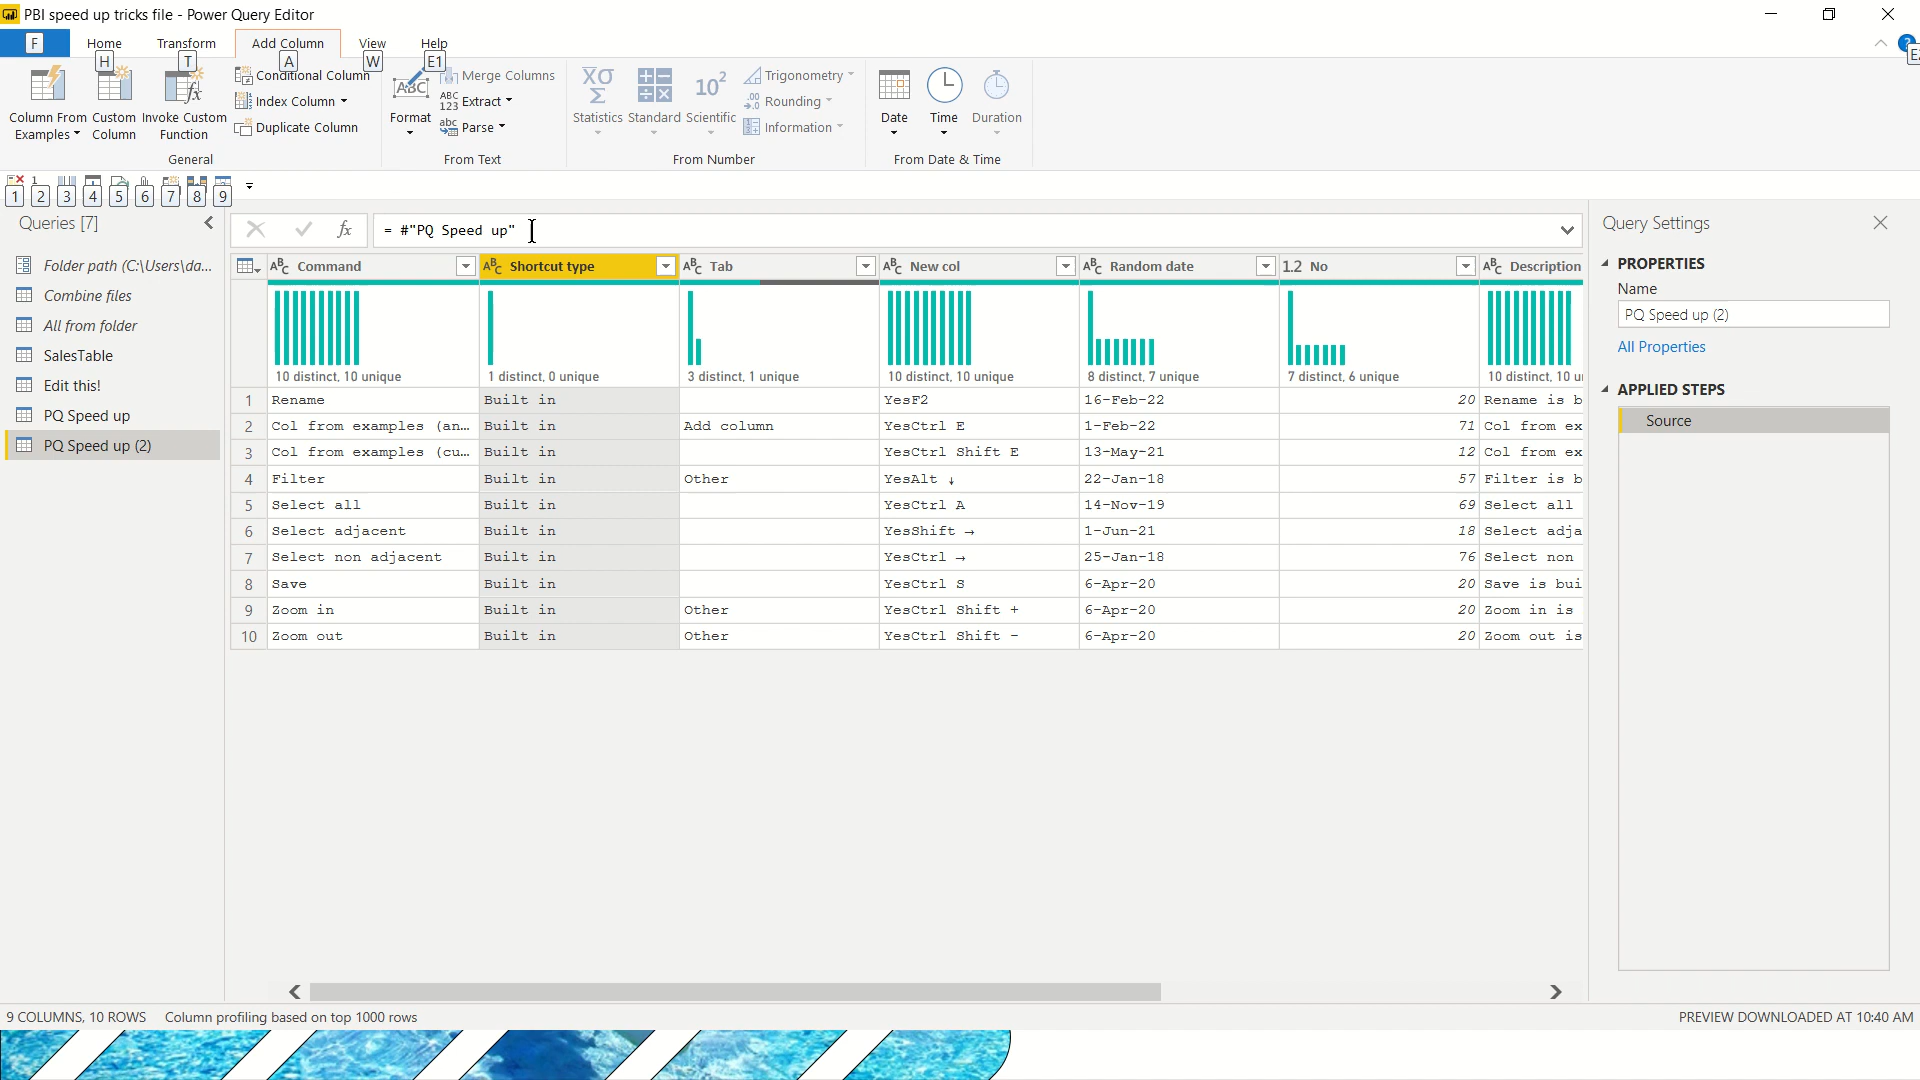 PBI speed up tricks file - Power Query Editor
F
Home
Transform
Add Column
View
Help
H
T
A
W
E1
?
E2
Column From
Examples
Custom
Column
Invoke Custom
Function
Conditional Column
Index Column
Duplicate Column
General
Format
Merge Columns
Extract
Parse
From Text
Statistics
Standard
Scientific
Trigonometry
Rounding
Information
From Number
Date
Time
Duration
From Date & Time
1 2 3 4 5 6 7 8 9
Queries [7]
fx
= #"PQ Speed up"
Query Settings
Folder path (C:\Users\da...
Combine files
All from folder
SalesTable
Edit this!
PQ Speed up
PQ Speed up (2)
ABC Command
ABC Shortcut type
ABC Tab
ABC New col
ABC Random date
1.2 No
ABC Description
10 distinct, 10 unique
1 distinct, 0 unique
3 distinct, 1 unique
10 distinct, 10 unique
8 distinct, 7 unique
7 distinct, 6 unique
10 distinct, 10 u
1 Rename Built in YesF2 16-Feb-22 20 Rename is b
2 Col from examples (an... Built in Add column YesCtrl E 1-Feb-22 71 Col from ex
3 Col from examples (cu... Built in YesCtrl Shift E 13-May-21 12 Col from ex
4 Filter Built in Other YesAlt ↓ 22-Jan-18 57 Filter is b
5 Select all Built in YesCtrl A 14-Nov-19 69 Select all
6 Select adjacent Built in YesShift → 1-Jun-21 18 Select adja
7 Select non adjacent Built in YesCtrl → 25-Jan-18 76 Select non
8 Save Built in YesCtrl S 6-Apr-20 20 Save is bui
9 Zoom in Built in Other YesCtrl Shift + 6-Apr-20 20 Zoom in is
10 Zoom out Built in Other YesCtrl Shift - 6-Apr-20 20 Zoom out is
PROPERTIES
Name
PQ Speed up (2)
All Properties
APPLIED STEPS
Source
9 COLUMNS, 10 ROWS
Column profiling based on top 1000 rows
PREVIEW DOWNLOADED AT 10:40 AM